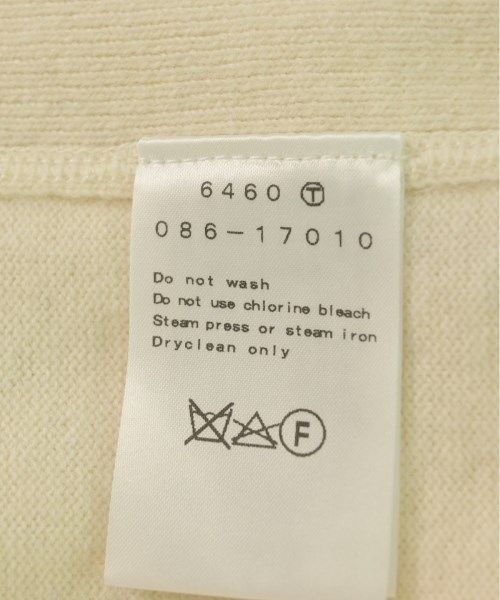 6460 Ⓣ
086-17010
Do not wash
Do not use chlorine bleach
Steam press or steam iron
Dryclean only
F